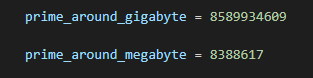 prime_around_gigabyte = 8589934609
prime_around_megabyte = 8388617